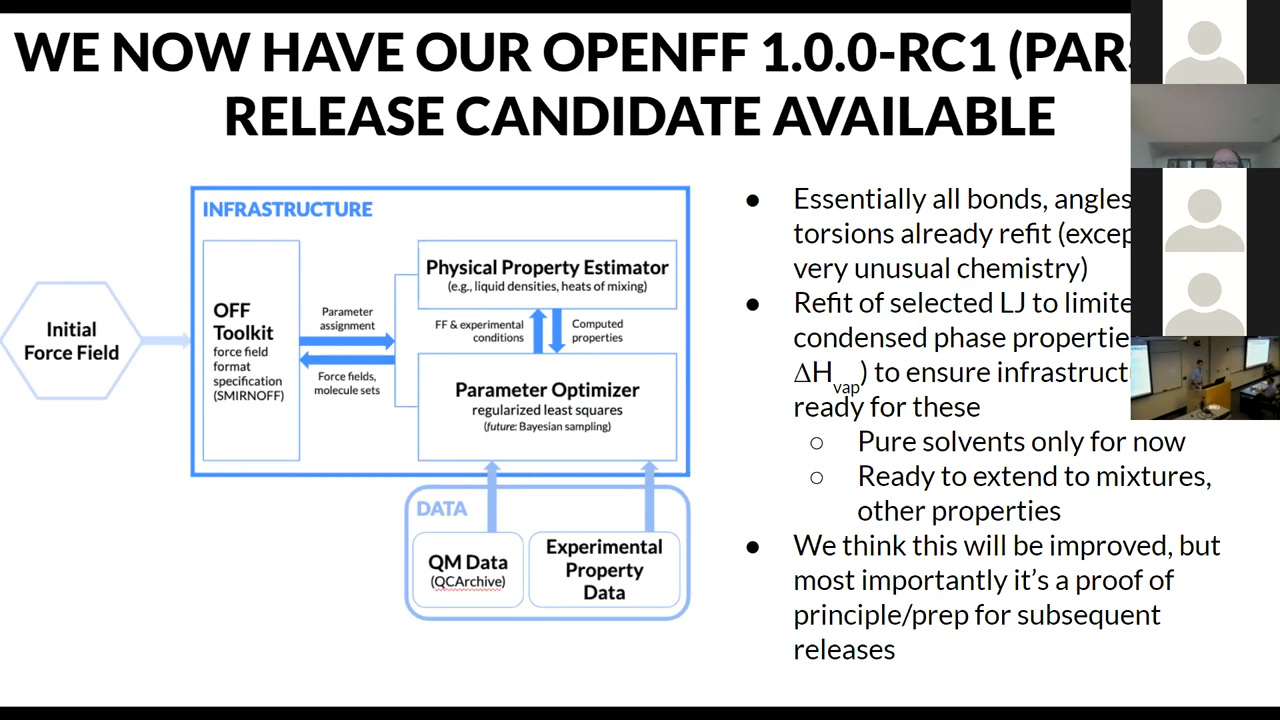 WE NOW HAVE OUR OPENFF 1.0.0-RC1
RELEASE CANDIDATE AVAILABLE
INFRASTRUCTURE
Initial
Force Field
OFF
Toolkit
force field
format
specification
(SMIRNOFF)
Parameter
assignment
Force fields,
molecule sets
Physical Property Estimator
(e.g., liquid densities, heats of mixing)
FF & experimental
conditions
Computed
properties
Parameter Optimizer
regularized least squares
(future: Bayesian sampling)
DATA
QM Data
(QCArchive)
Experimental
Property
Data
● Essentially all bonds, angles
torsions already refit
very unusual chemistry)
● Refit of selected LJ to
condensed phase
ΔHvap) to ensure
ready for these
○ Pure solvents only for now
○ Ready to extend to mixtures,
other properties
● We think this will be improved, but
most importantly it's a proof of
principle/prep for subsequent
releases